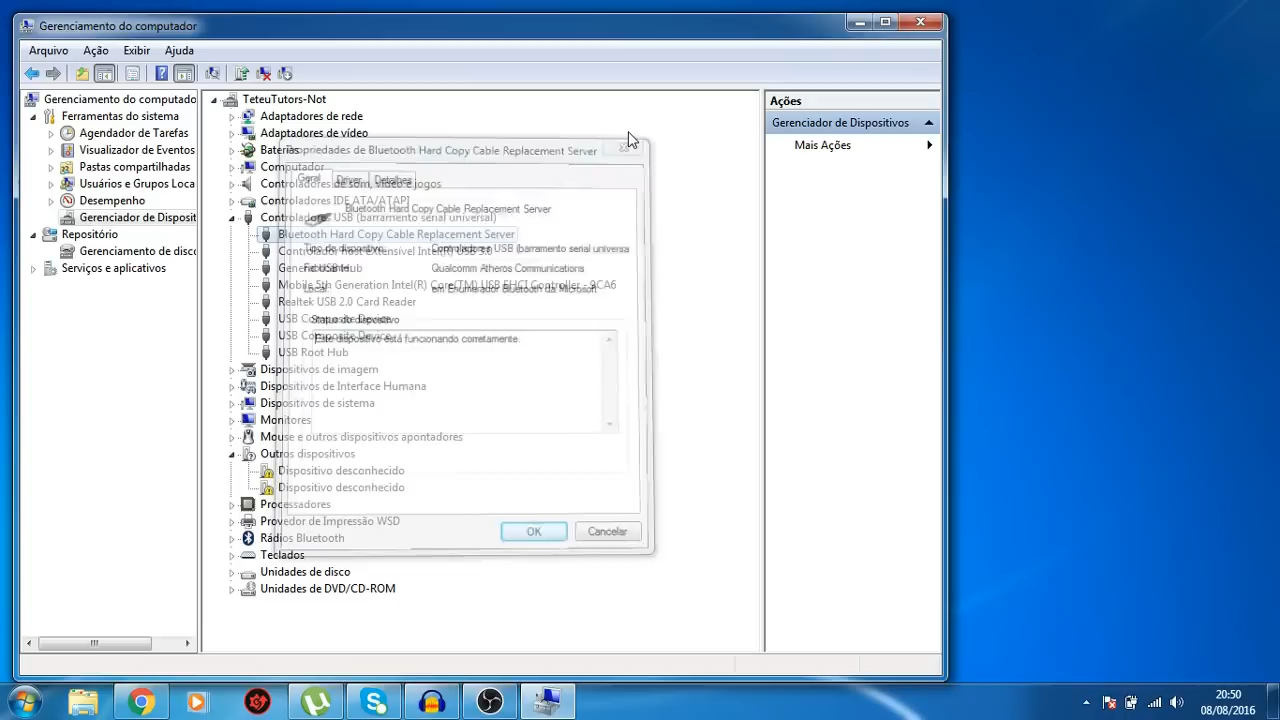 Gerenciamento do computador
Arquivo Ação Exibir Ajuda
Gerenciamento do computado
Ferramentas do sistema
Agendador de Tarefas
Visualizador de Eventos
Pastas compartilhadas
Usuários e Grupos Loca
Desempenho
Gerenciador de Disposit
Repositório
Gerenciamento de disco
Serviços e aplicativos
TeteuTutors-Not
Adaptadores de rede
Adaptadores de vídeo
Baterias
Computador
Controladores de som, vídeo e jogos
Controladores IDE ATA/ATAPI
Controladores USB (barramento serial universal)
Bluetooth Hard Copy Cable Replacement Server
Controlador host extensível Intel(R) USB 3.0
Generic USB Hub
Mobile 5th Generation Intel(R) Core(TM) USB EHCI Controller - 9CA6
Realtek USB 2.0 Card Reader
USB Composite Device
USB Composite Device
USB Root Hub
Dispositivos de imagem
Dispositivos de Interface Humana
Dispositivos de sistema
Monitores
Mouse e outros dispositivos apontadores
Outros dispositivos
Dispositivo desconhecido
Dispositivo desconhecido
Processadores
Provedor de Impressão WSD
Rádios Bluetooth
Teclados
Unidades de disco
Unidades de DVD/CD-ROM
Propriedades de Bluetooth Hard Copy Cable Replacement Server
Geral Driver Detalhes
Bluetooth Hard Copy Cable Replacement Server
Tipo de dispositivo: Controladores USB (barramento serial universa
Fabricante: Qualcomm Atheros Communications
Local: em Enumerador Bluetooth da Microsoft
Status do dispositivo
Este dispositivo está funcionando corretamente.
OK Cancelar
Ações
Gerenciador de Dispositivos
Mais Ações
20:50
08/08/2016